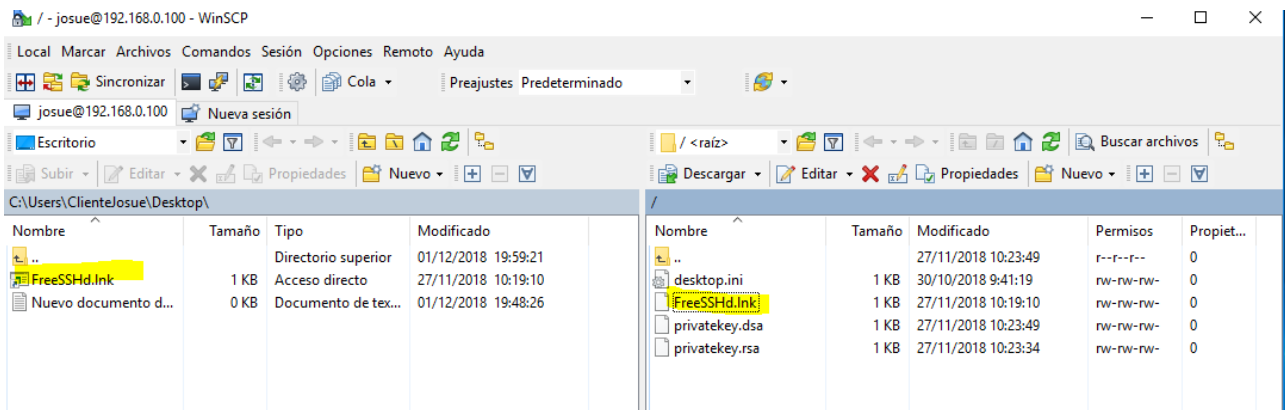 / - josue@192.168.0.100 - WinSCP
Local Marcar Archivos Comandos Sesión Opciones Remoto Ayuda
Sincronizar Cola Preajustes Predeterminado
josue@192.168.0.100 Nueva sesión
Escritorio / <raíz> Buscar archivos
Subir Editar Propiedades Nuevo Descargar Editar Propiedades Nuevo
C:\Users\ClienteJosue\Desktop\ /
Nombre Tamaño Tipo Modificado Nombre Tamaño Modificado Permisos Propiet...
.. Directorio superior 01/12/2018 19:59:21 .. 27/11/2018 10:23:49 r--r--r-- 0
FreeSSHd.lnk 1 KB Acceso directo 27/11/2018 10:19:10 desktop.ini 1 KB 30/10/2018 9:41:19 rw-rw-rw- 0
Nuevo documento d... 0 KB Documento de tex... 01/12/2018 19:48:26 FreeSSHd.lnk 1 KB 27/11/2018 10:19:10 rw-rw-rw- 0
privatekey.dsa 1 KB 27/11/2018 10:23:49 rw-rw-rw- 0
privatekey.rsa 1 KB 27/11/2018 10:23:34 rw-rw-rw- 0